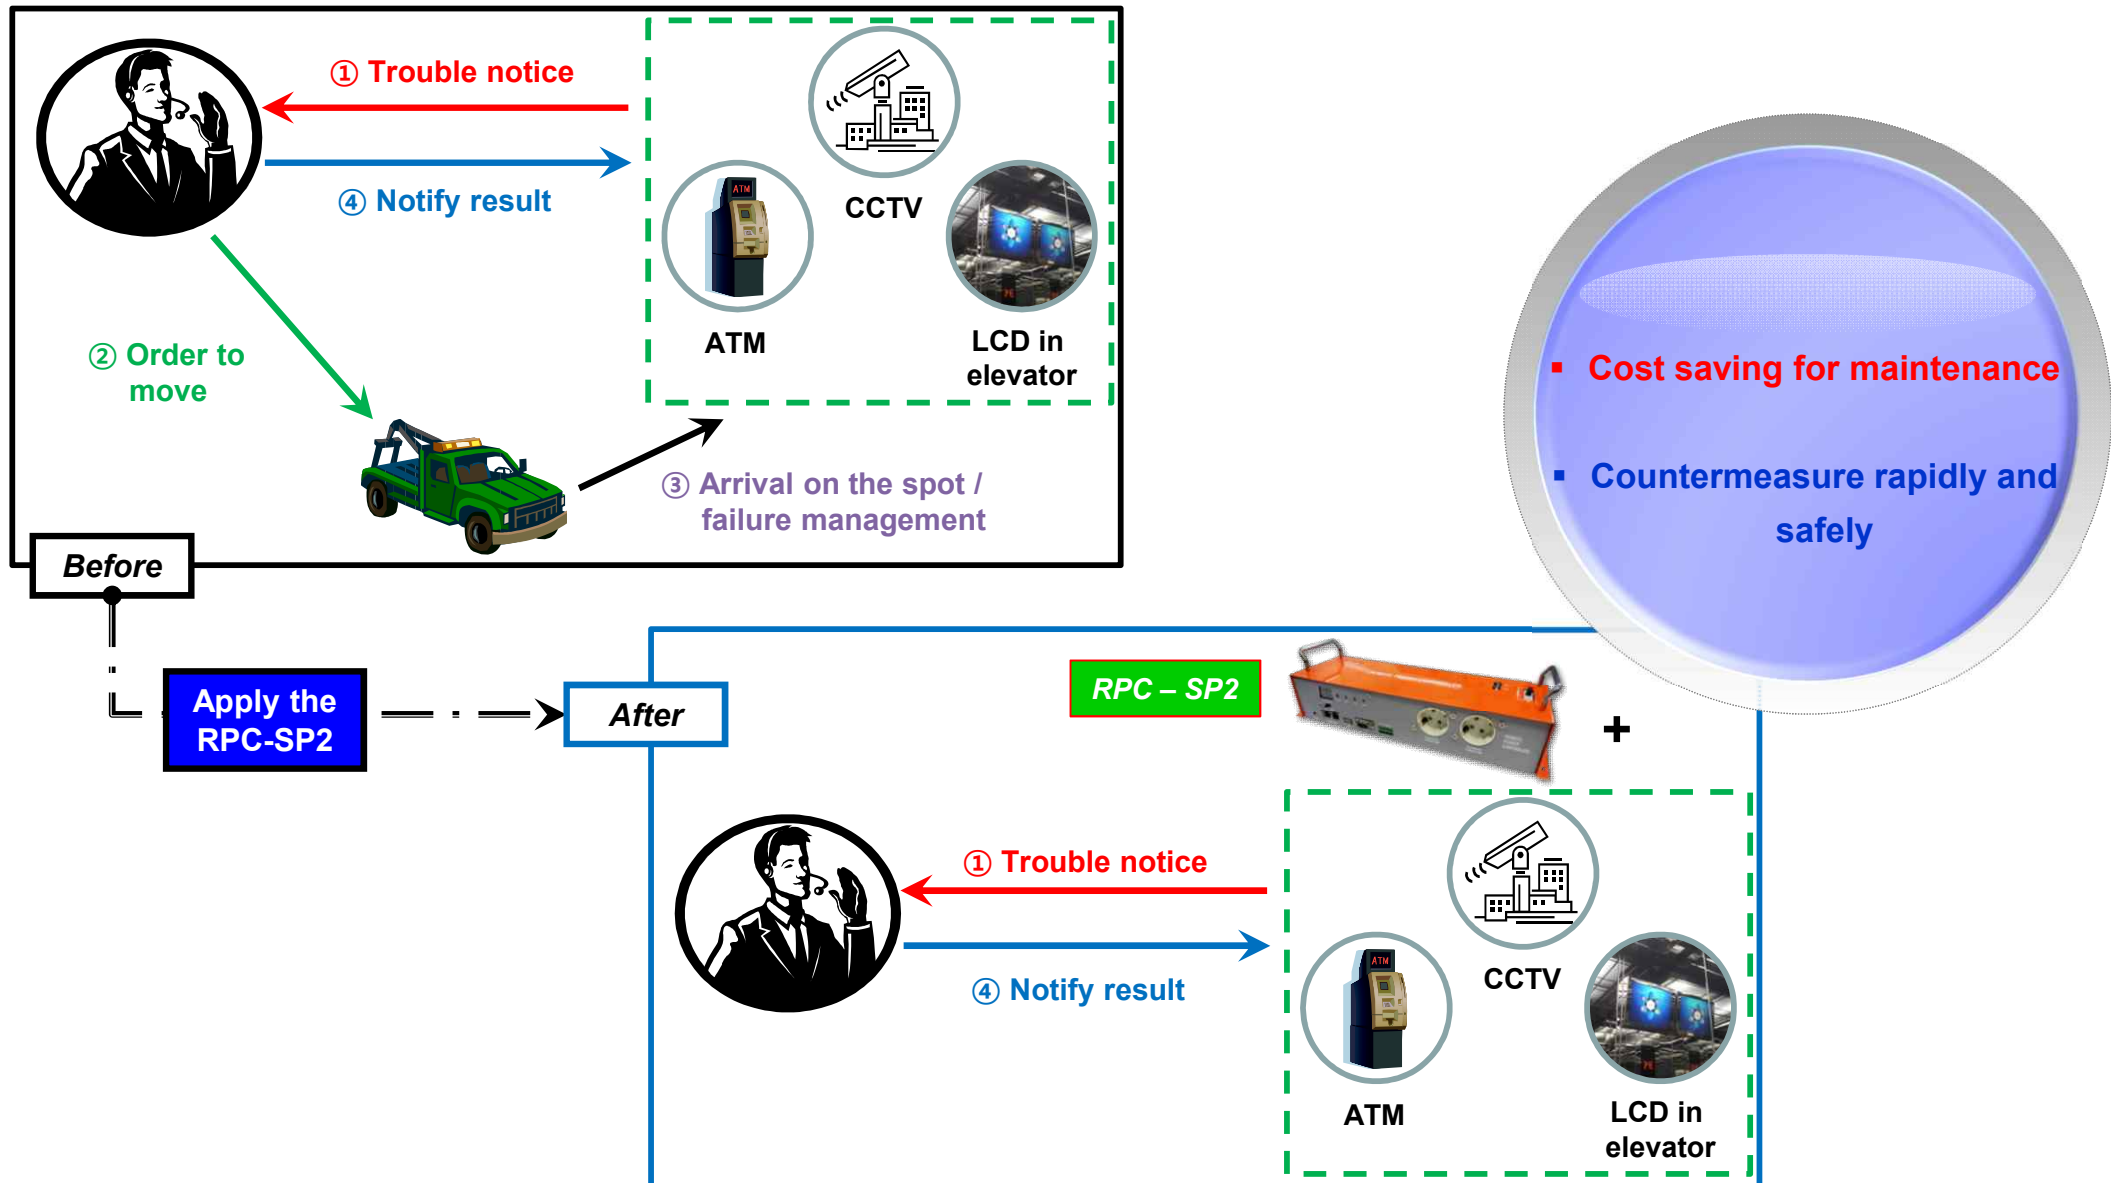 ① Trouble notice
④ Notify result
② Order to
move
③ Arrival on the spot /
failure management
CCTV
ATM
ATM
LCD in
elevator
Before
Apply the
RPC-SP2
After
▪ Cost saving for maintenance
▪ Countermeasure rapidly and
safely
RPC – SP2
+
① Trouble notice
④ Notify result
CCTV
ATM
ATM
LCD in
elevator